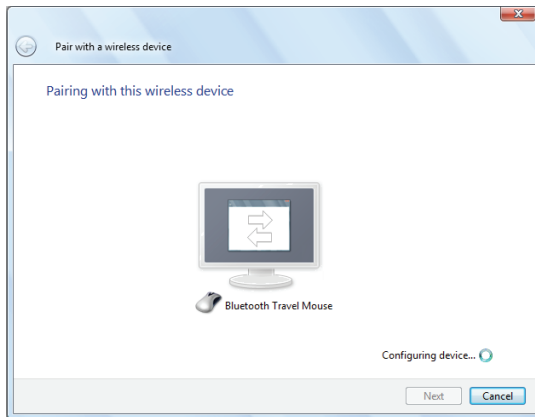 Pair with a wireless device
Pairing with this wireless device
Bluetooth Travel Mouse
Configuring device...
Next
Cancel